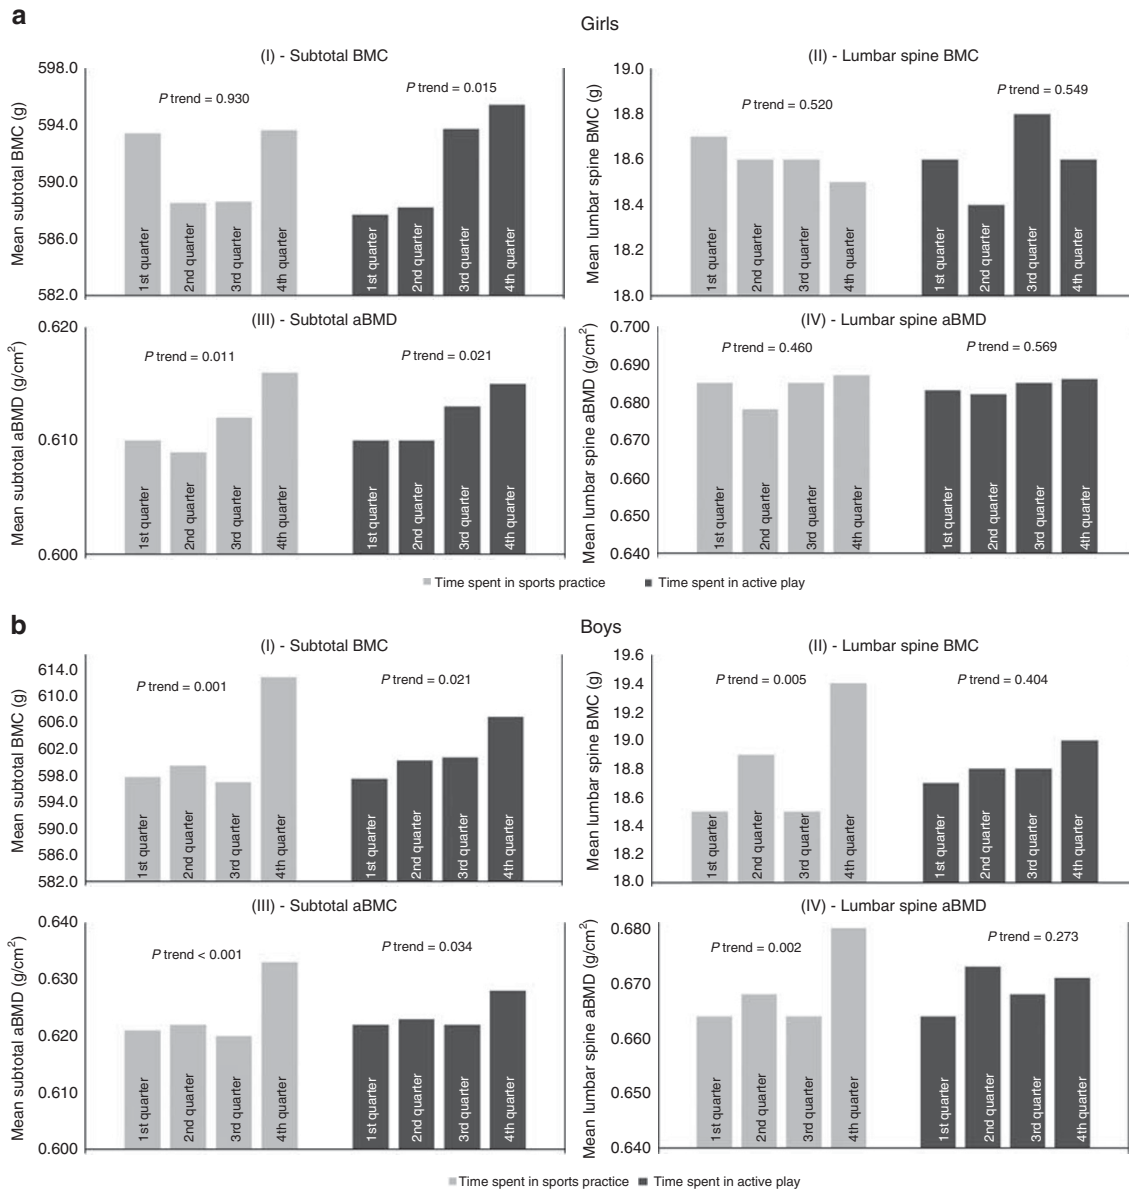 a
Girls
(I) - Subtotal BMC
Mean subtotal BMC (g)
598.0
594.0
590.0
586.0
582.0
P trend = 0.930
P trend = 0.015
1st quarter
2nd quarter
3rd quarter
4th quarter
1st quarter
2nd quarter
3rd quarter
4th quarter
(II) - Lumbar spine BMC
Mean lumbar spine BMC (g)
19.0
18.8
18.6
18.4
18.2
18.0
P trend = 0.520
P trend = 0.549
1st quarter
2nd quarter
3rd quarter
4th quarter
1st quarter
2nd quarter
3rd quarter
4th quarter
(III) - Subtotal aBMD
Mean subtotal aBMD (g/cm²)
0.620
0.610
0.600
P trend = 0.011
P trend = 0.021
1st quarter
2nd quarter
3rd quarter
4th quarter
1st quarter
2nd quarter
3rd quarter
4th quarter
(IV) - Lumbar spine aBMD
Mean lumbar spine aBMD (g/cm²)
0.700
0.690
0.680
0.670
0.660
0.650
0.640
P trend = 0.460
P trend = 0.569
1st quarter
2nd quarter
3rd quarter
4th quarter
1st quarter
2nd quarter
3rd quarter
4th quarter
Time spent in sports practice
Time spent in active play
b
Boys
(I) - Subtotal BMC
Mean subtotal BMC (g)
614.0
610.0
606.0
602.0
598.0
594.0
590.0
586.0
582.0
P trend = 0.001
P trend = 0.021
1st quarter
2nd quarter
3rd quarter
4th quarter
1st quarter
2nd quarter
3rd quarter
4th quarter
(II) - Lumbar spine BMC
Mean lumbar spine BMC (g)
19.6
19.4
19.2
19.0
18.8
18.6
18.4
18.2
18.0
P trend = 0.005
P trend = 0.404
1st quarter
2nd quarter
3rd quarter
4th quarter
1st quarter
2nd quarter
3rd quarter
4th quarter
(III) - Subtotal aBMC
Mean subtotal aBMD (g/cm²)
0.640
0.630
0.620
0.610
0.600
P trend < 0.001
P trend = 0.034
1st quarter
2nd quarter
3rd quarter
4th quarter
1st quarter
2nd quarter
3rd quarter
4th quarter
(IV) - Lumbar spine aBMD
Mean lumbar spine aBMD (g/cm²)
0.680
0.670
0.660
0.650
0.640
P trend = 0.002
P trend = 0.273
1st quarter
2nd quarter
3rd quarter
4th quarter
1st quarter
2nd quarter
3rd quarter
4th quarter
Time spent in sports practice
Time spent in active play